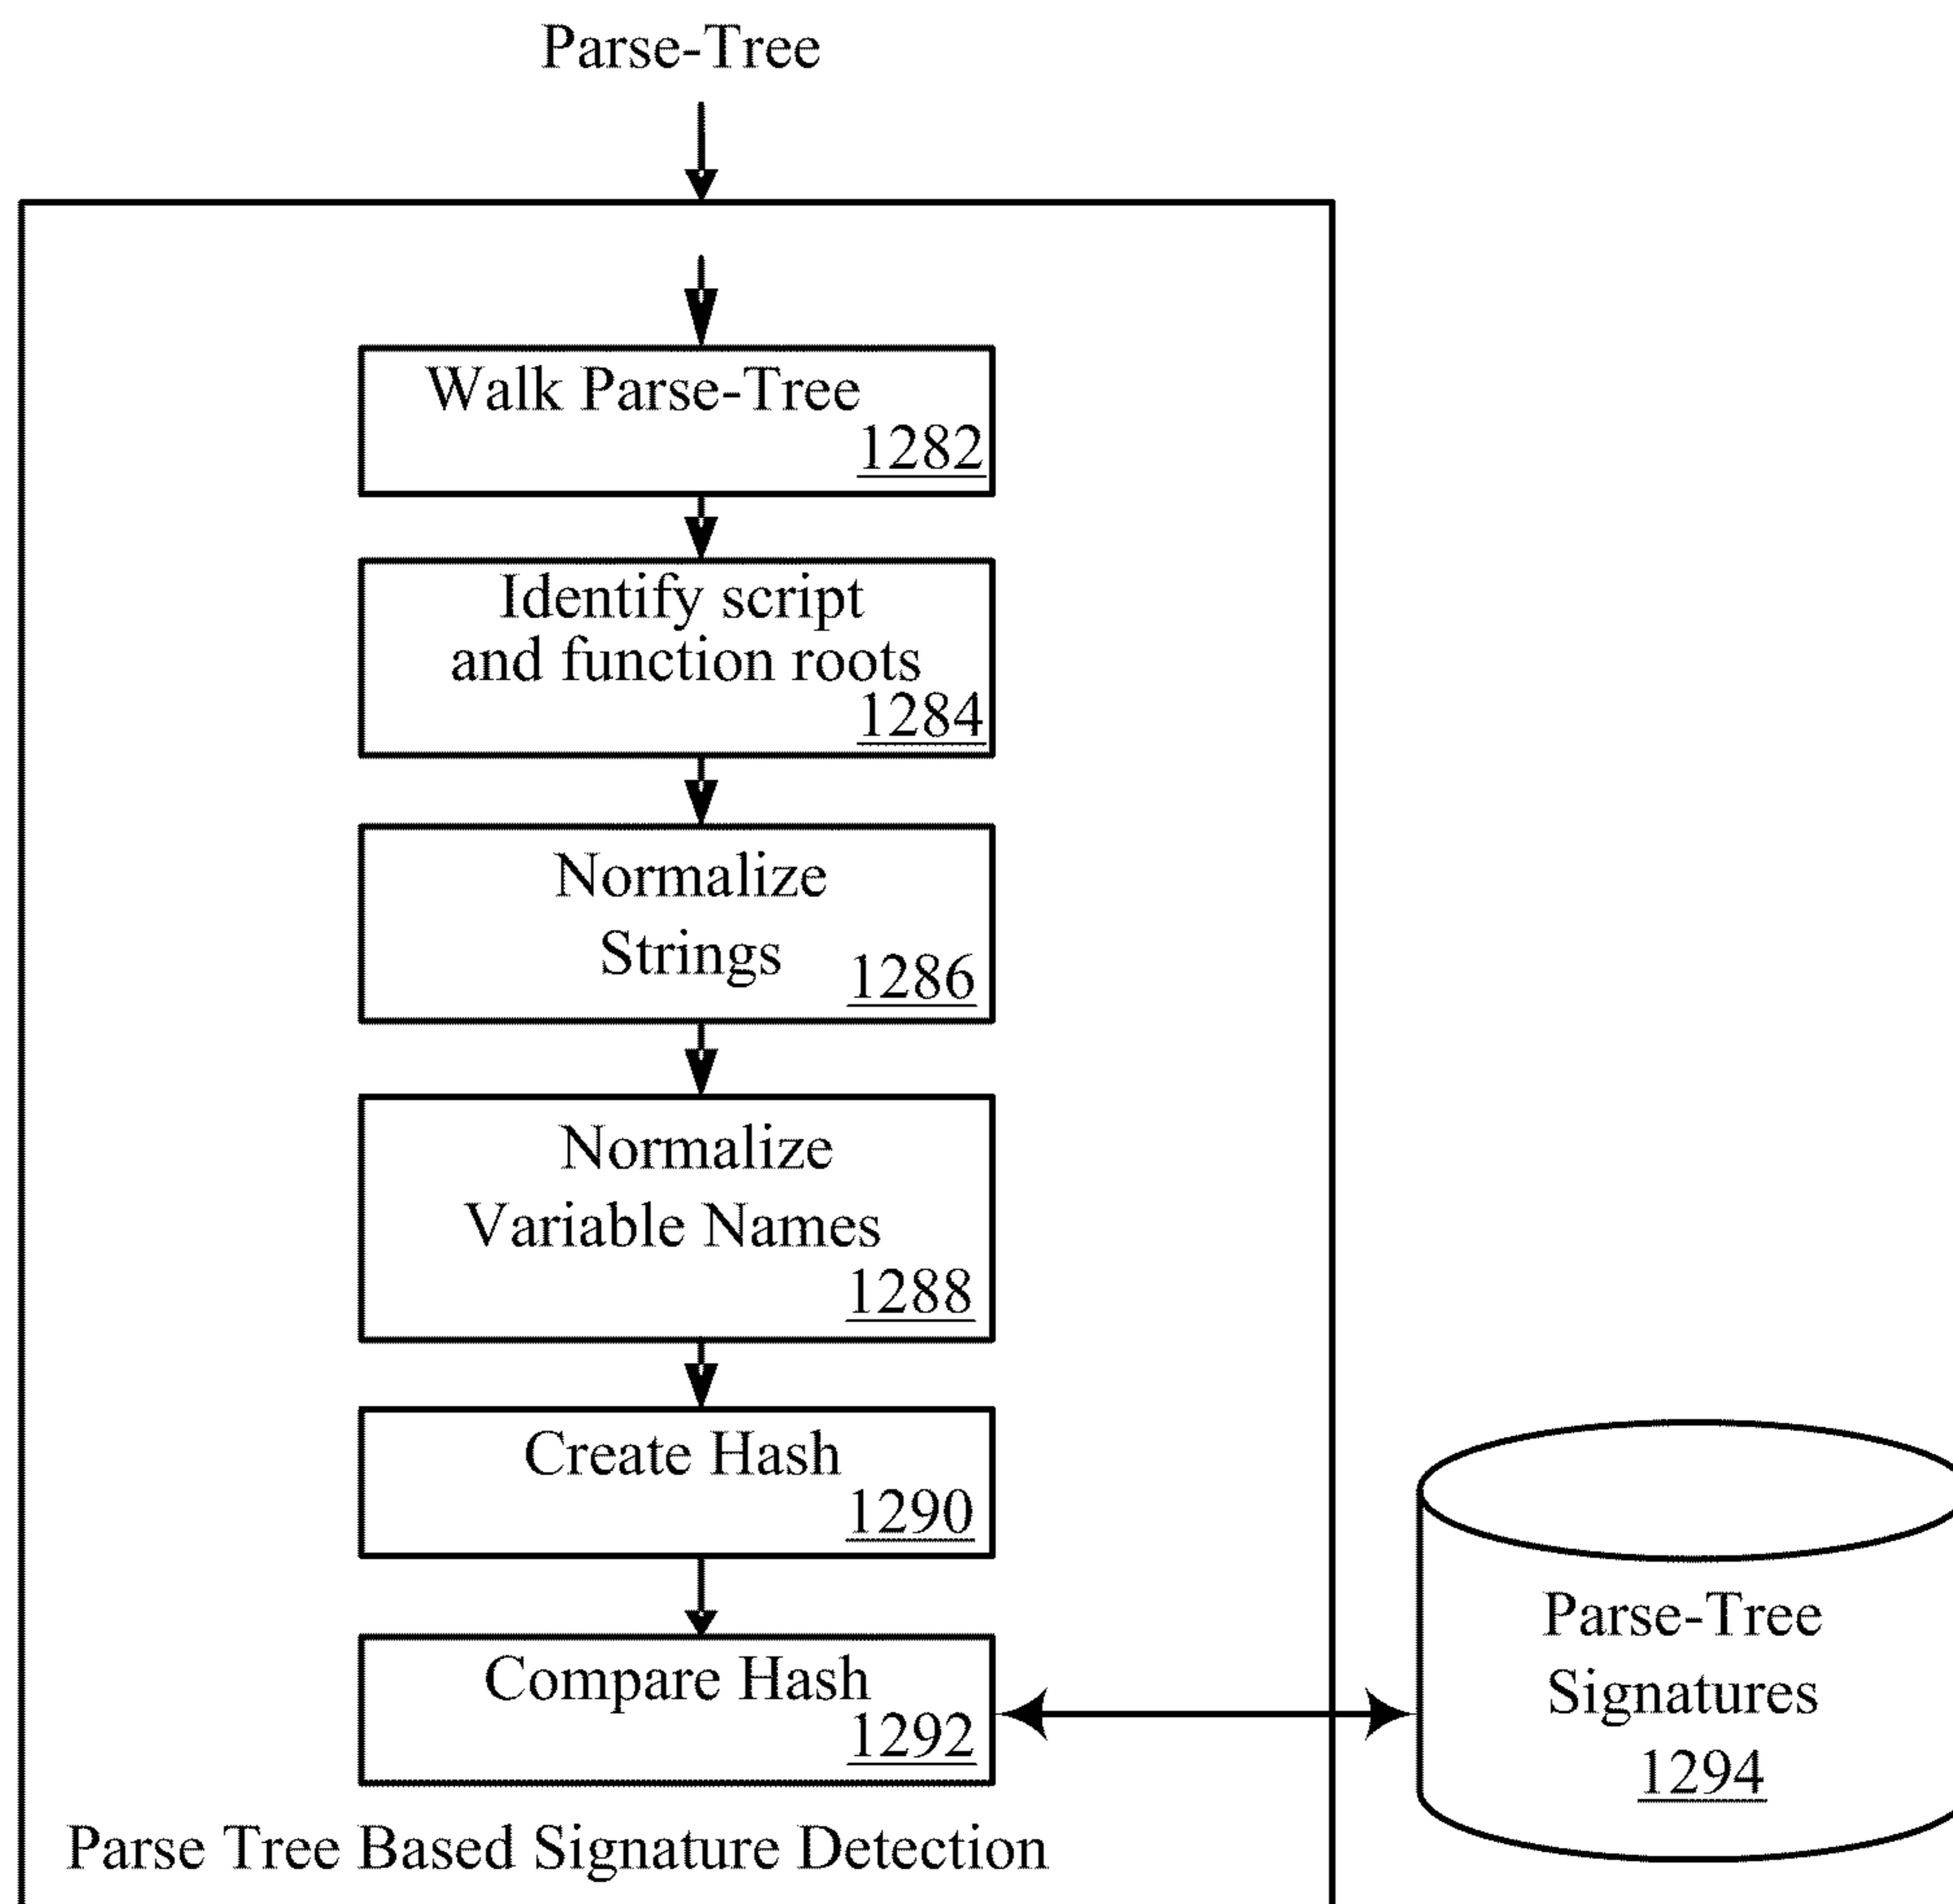 Parse-Tree
Walk Parse-Tree
1282
Identify script
and function roots
1284
Normalize
Strings
1286
Normalize
Variable Names
1288
Create Hash
1290
Compare Hash
1292
Parse-Tree
Signatures
1294
Parse Tree Based Signature Detection